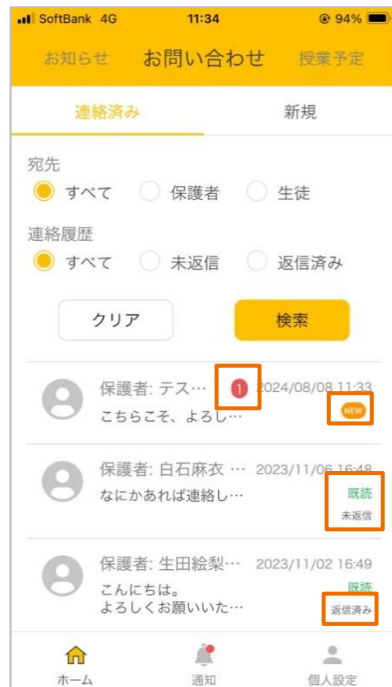 SoftBank 4G 11:34 94%
お知らせ お問い合わせ 授業予定
連絡済み 新規
宛先
すべて 保護者 生徒
連絡履歴
すべて 未返信 返信済み
クリア 検索
保護者: テス… 1 2024/08/08 11:33
こちらこそ、よろし… NEW
保護者: 白石麻衣 … 2023/11/06 16:48
なにかあれば連絡し… 既読
未返信
保護者: 生田絵梨… 2023/11/02 16:49
こんにちは。 既読
よろしくお願いいた… 返信済み
ホーム 通知 個人設定